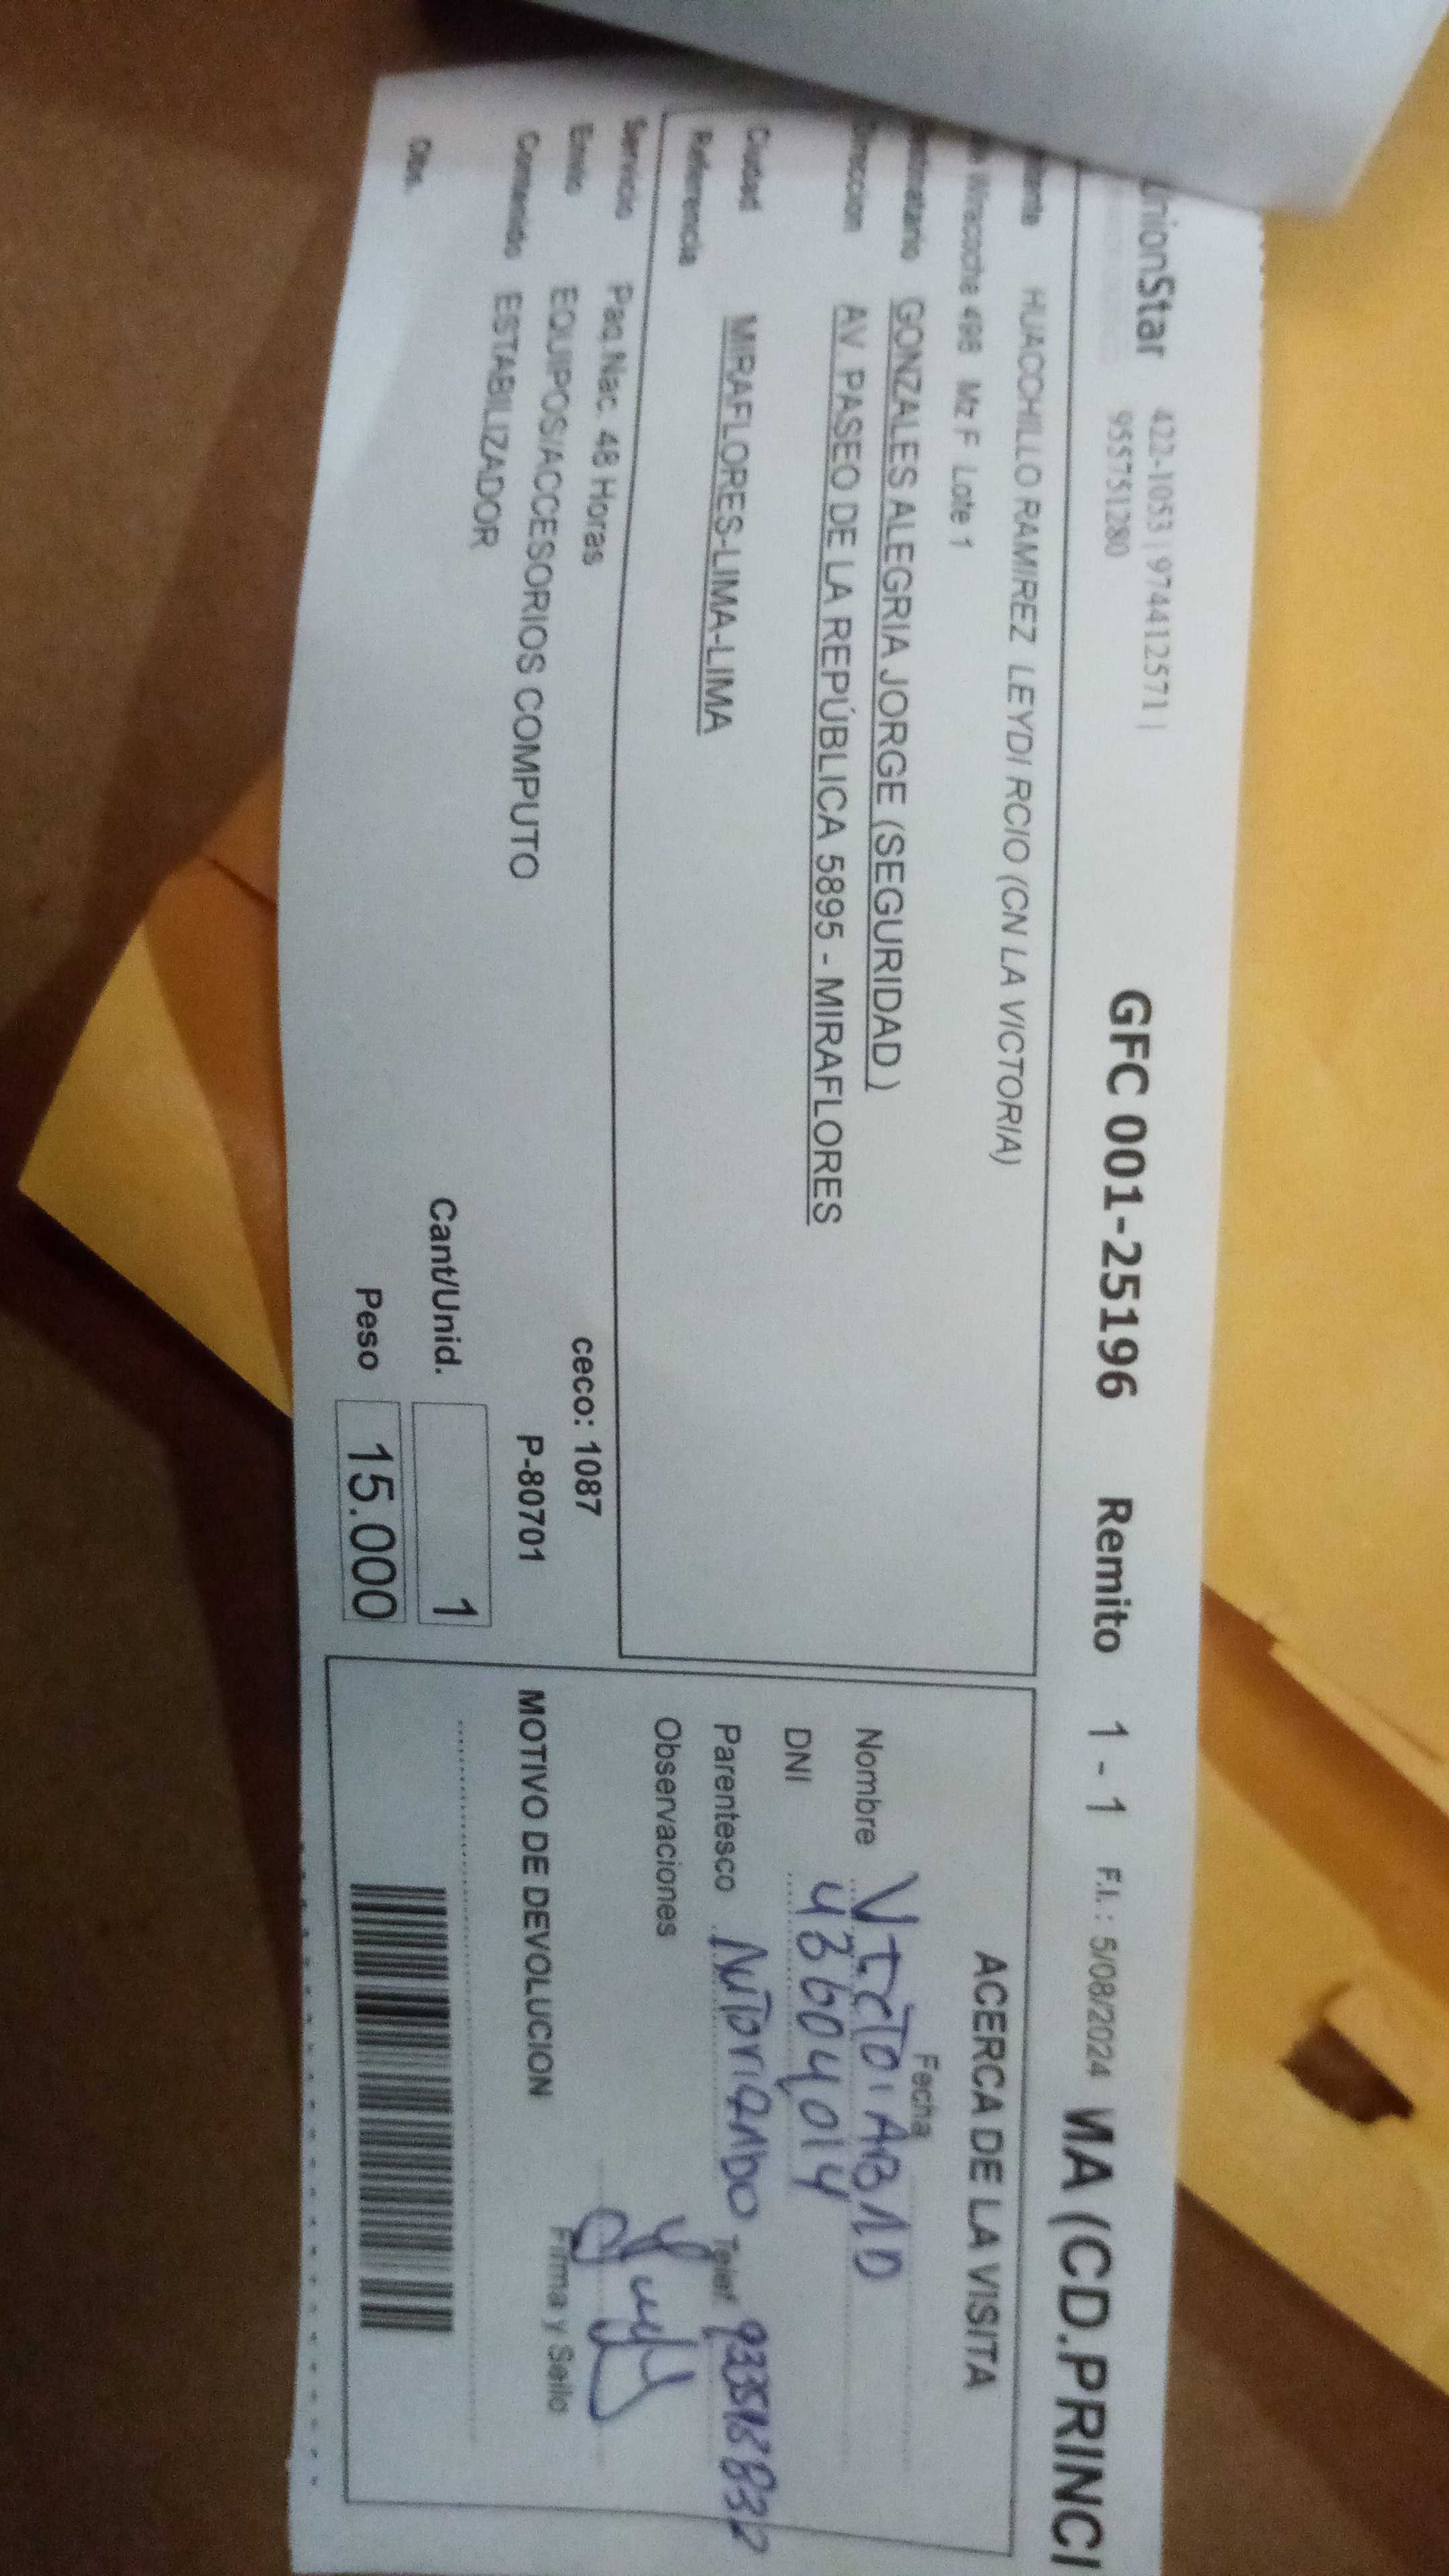 UnionStar 422-1053 | 974412571 |
955751280
GFC 001-25196 Remito 1 - 1 F.I. : 5/08/2024 (CD.PRINCI
HUACCHILLO RAMIREZ LEYDI RCIO (CN LA VICTORIA)
Wiracocha 498 Mz F Lote 1
GONZALES ALEGRIA JORGE (SEGURIDAD )
AV. PASEO DE LA REPÚBLICA 5895 - MIRAFLORES
Ciudad MIRAFLORES-LIMA-LIMA
Referencia
Servicio Paq.Nac. 48 Horas ceco: 1087
Envio EQUIPOS/ACCESORIOS COMPUTO P-80701
Contenido ESTABILIZADOR
Obs.
Cant/Unid. 1
Peso 15.000
ACERCA DE LA VISITA
Fecha
Nombre
DNI 43604014
Parentesco Telef.
Observaciones
Firma y Sello
MOTIVO DE DEVOLUCION